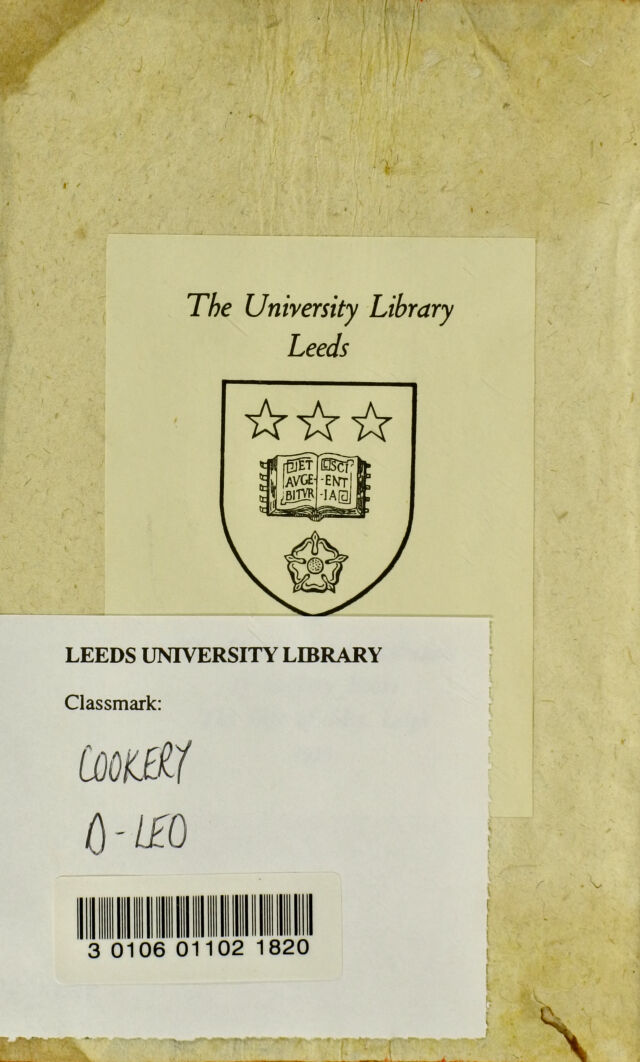 The University Library
Leeds
ET
AVGE-
BITVR
SCI
-ENT
-IA
LEEDS UNIVERSITY LIBRARY
Classmark:
COOKERY
A-LEO
3 0106 01102 1820